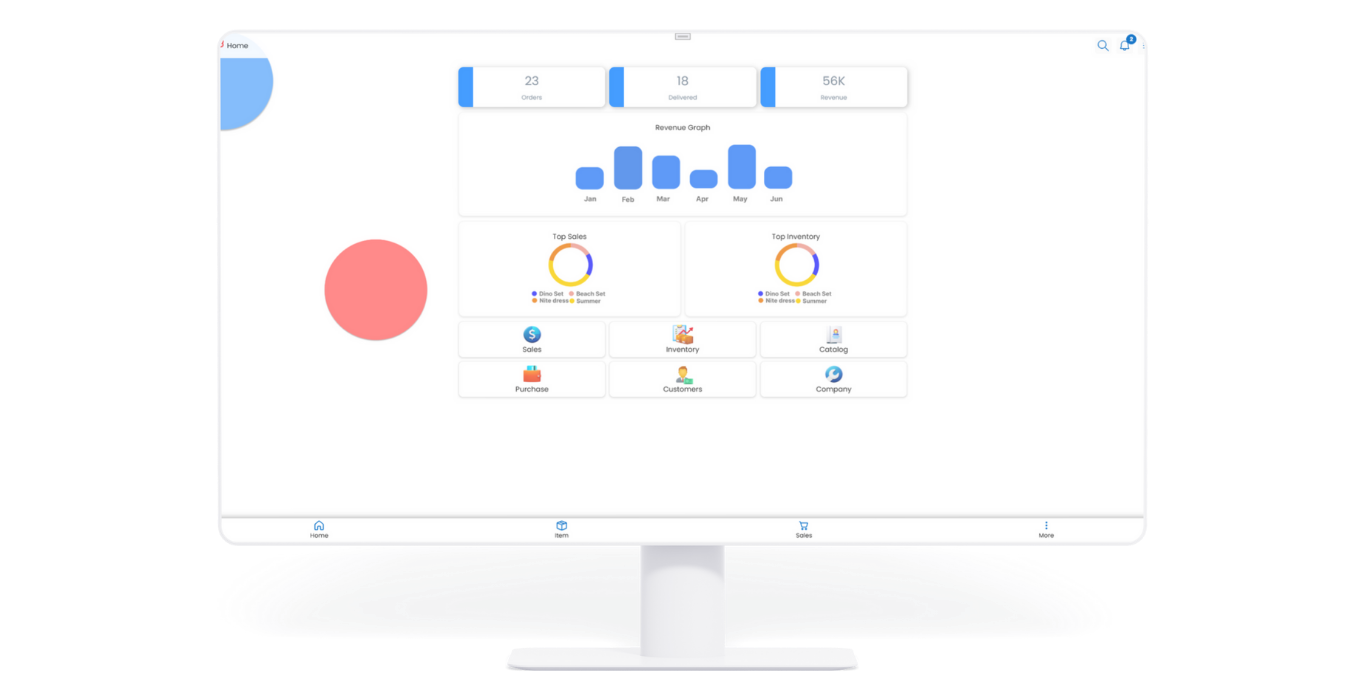 Home
2
23
Orders
18
Delivered
56K
Revenue
Revenue Graph
Jan Feb Mar Apr May Jun
Top Sales
Dino Set Beach Set
Nite dress Summer
Top Inventory
Dino Set Beach Set
Nite dress Summer
Sales
Inventory
Catalog
Purchase
Customers
Company
Home
Item
Sales
More